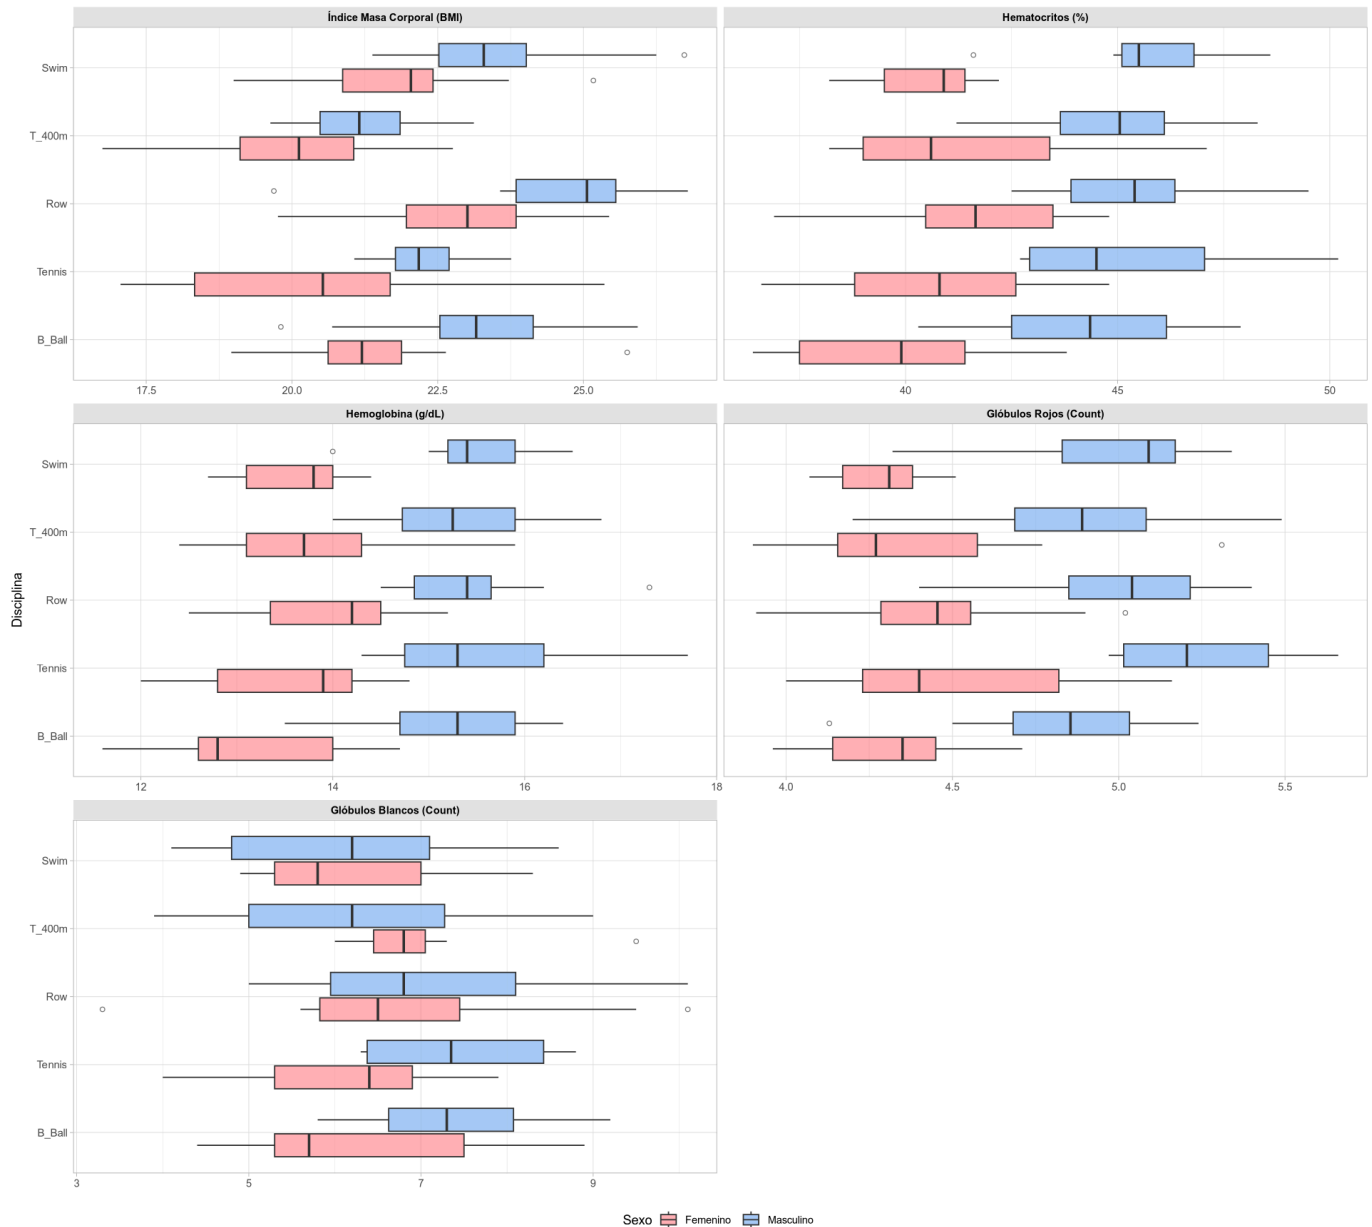 Índice Masa Corporal (BMI)
Swim
T_400m
Row
Tennis
B_Ball
17.5 20.0 22.5 25.0
Hematocritos (%)
40 45 50
Hemoglobina (g/dL)
Swim
T_400m
Row
Tennis
B_Ball
12 14 16 18
Glóbulos Rojos (Count)
4.0 4.5 5.0 5.5
Disciplina
Glóbulos Blancos (Count)
Swim
T_400m
Row
Tennis
B_Ball
3 5 7 9
Sexo Femenino Masculino